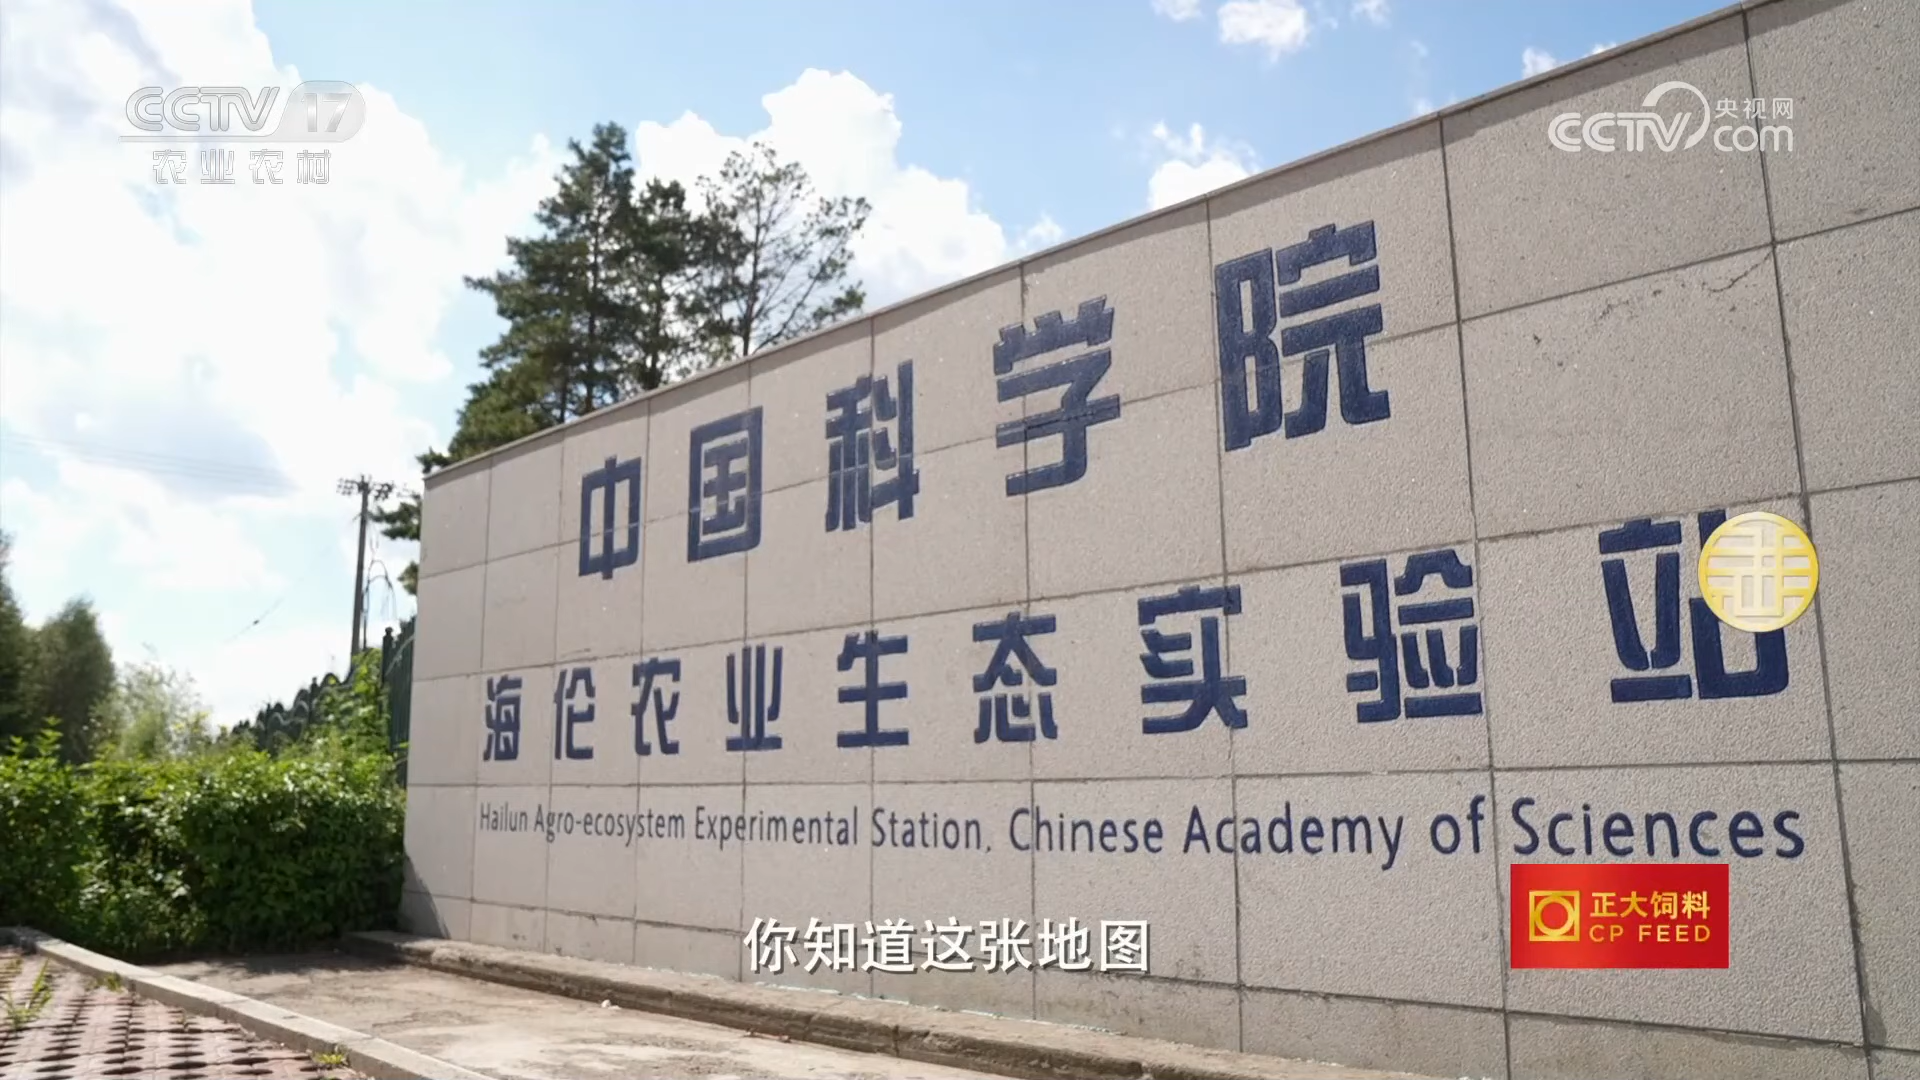 CCTV 17
农业农村
CCTV 央视网
com
中国科学院
海伦农业生态实验站
Hailun Agro-ecosystem Experimental Station, Chinese Academy of Sciences
正大饲料
CP FEED
你知道这张地图